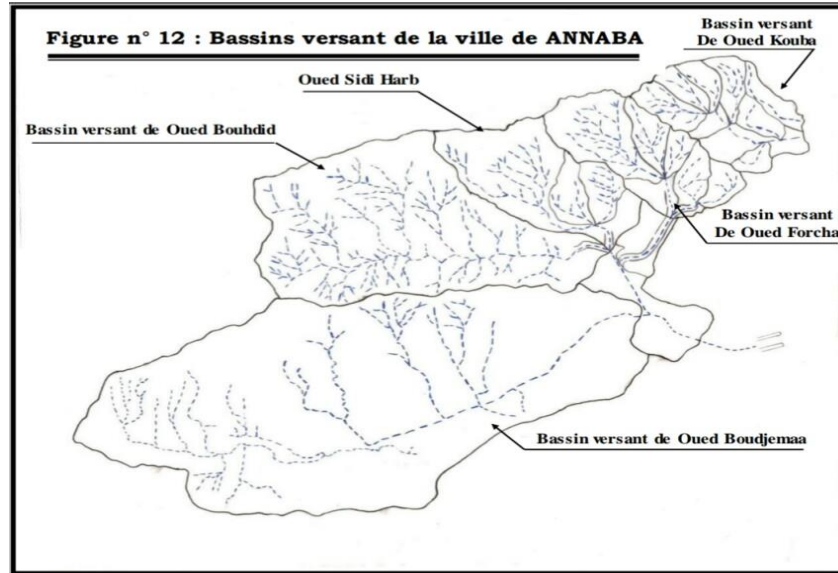 Figure n° 12 : Bassins versant de la ville de ANNABA
Bassin versant
De Oued Kouba
Oued Sidi Harb
Bassin versant de Oued Bouhdid
Bassin versant
De Oued Forcha
Bassin versant de Oued Boudjemaa